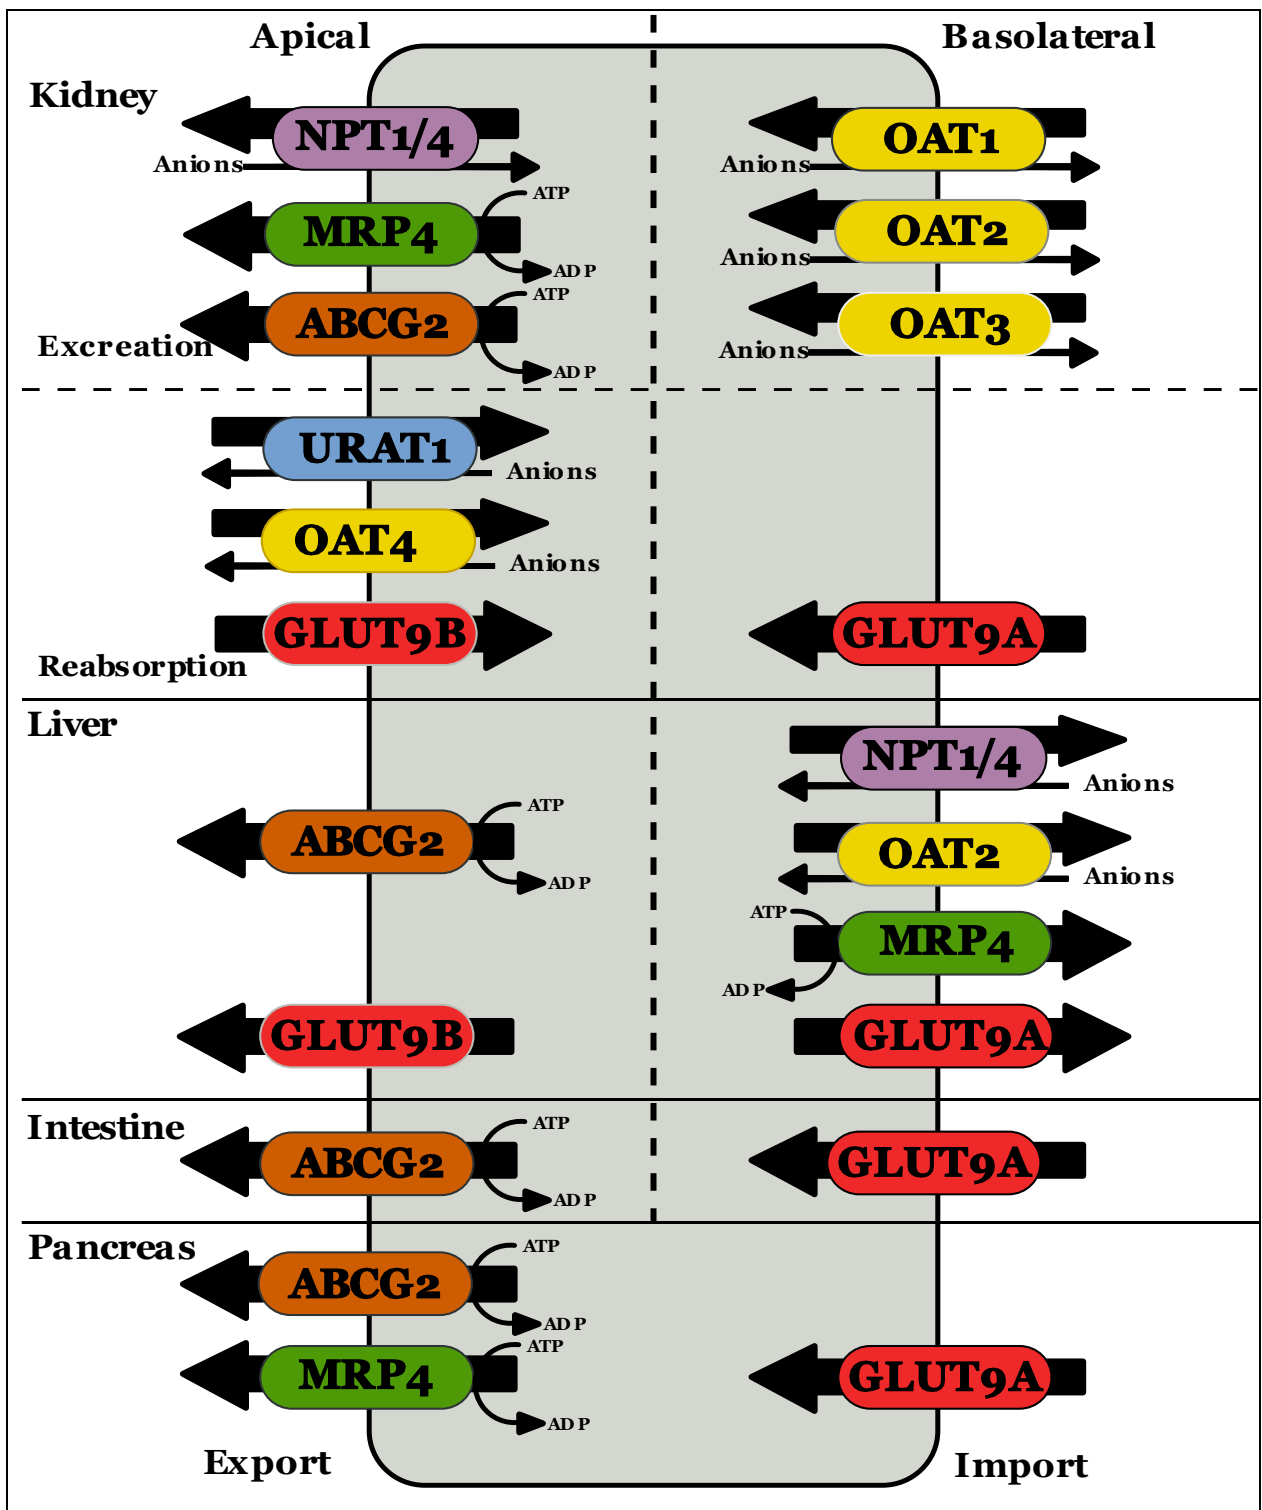 Apical
Basolateral
Kidney
NPT1/4
Anions
OAT1
Anions
ATP
MRP4
ADP
OAT2
Anions
ATP
ABCG2
ADP
OAT3
Anions
Excreation
URAT1
Anions
OAT4
Anions
GLUT9B
GLUT9A
Reabsorption
Liver
NPT1/4
Anions
ATP
ABCG2
ADP
OAT2
Anions
ATP
MRP4
ADP
GLUT9B
GLUT9A
Intestine
ATP
ABCG2
ADP
GLUT9A
Pancreas
ATP
ABCG2
ADP
ATP
MRP4
ADP
GLUT9A
Export
Import